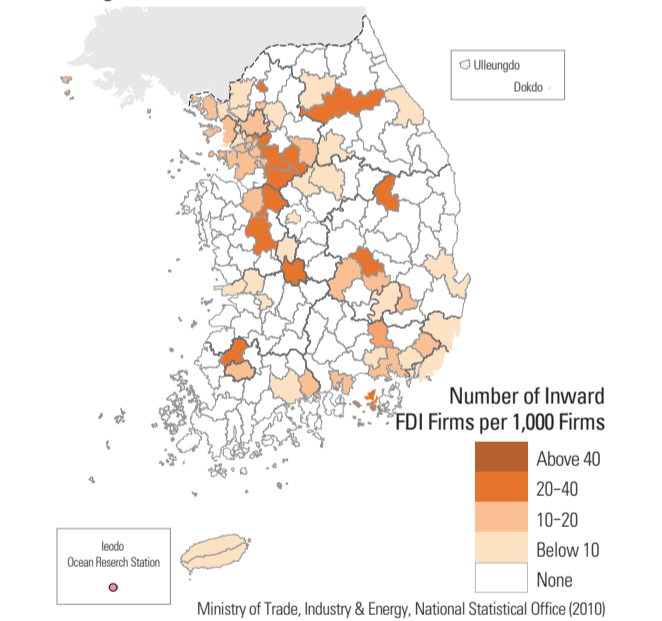 Ulleungdo
Dokdo
Number of Inward
FDI Firms per 1,000 Firms
Above 40
20-40
10-20
Below 10
None
Ieodo
Ocean Reserch Station
Ministry of Trade, Industry & Energy, National Statistical Office (2010)